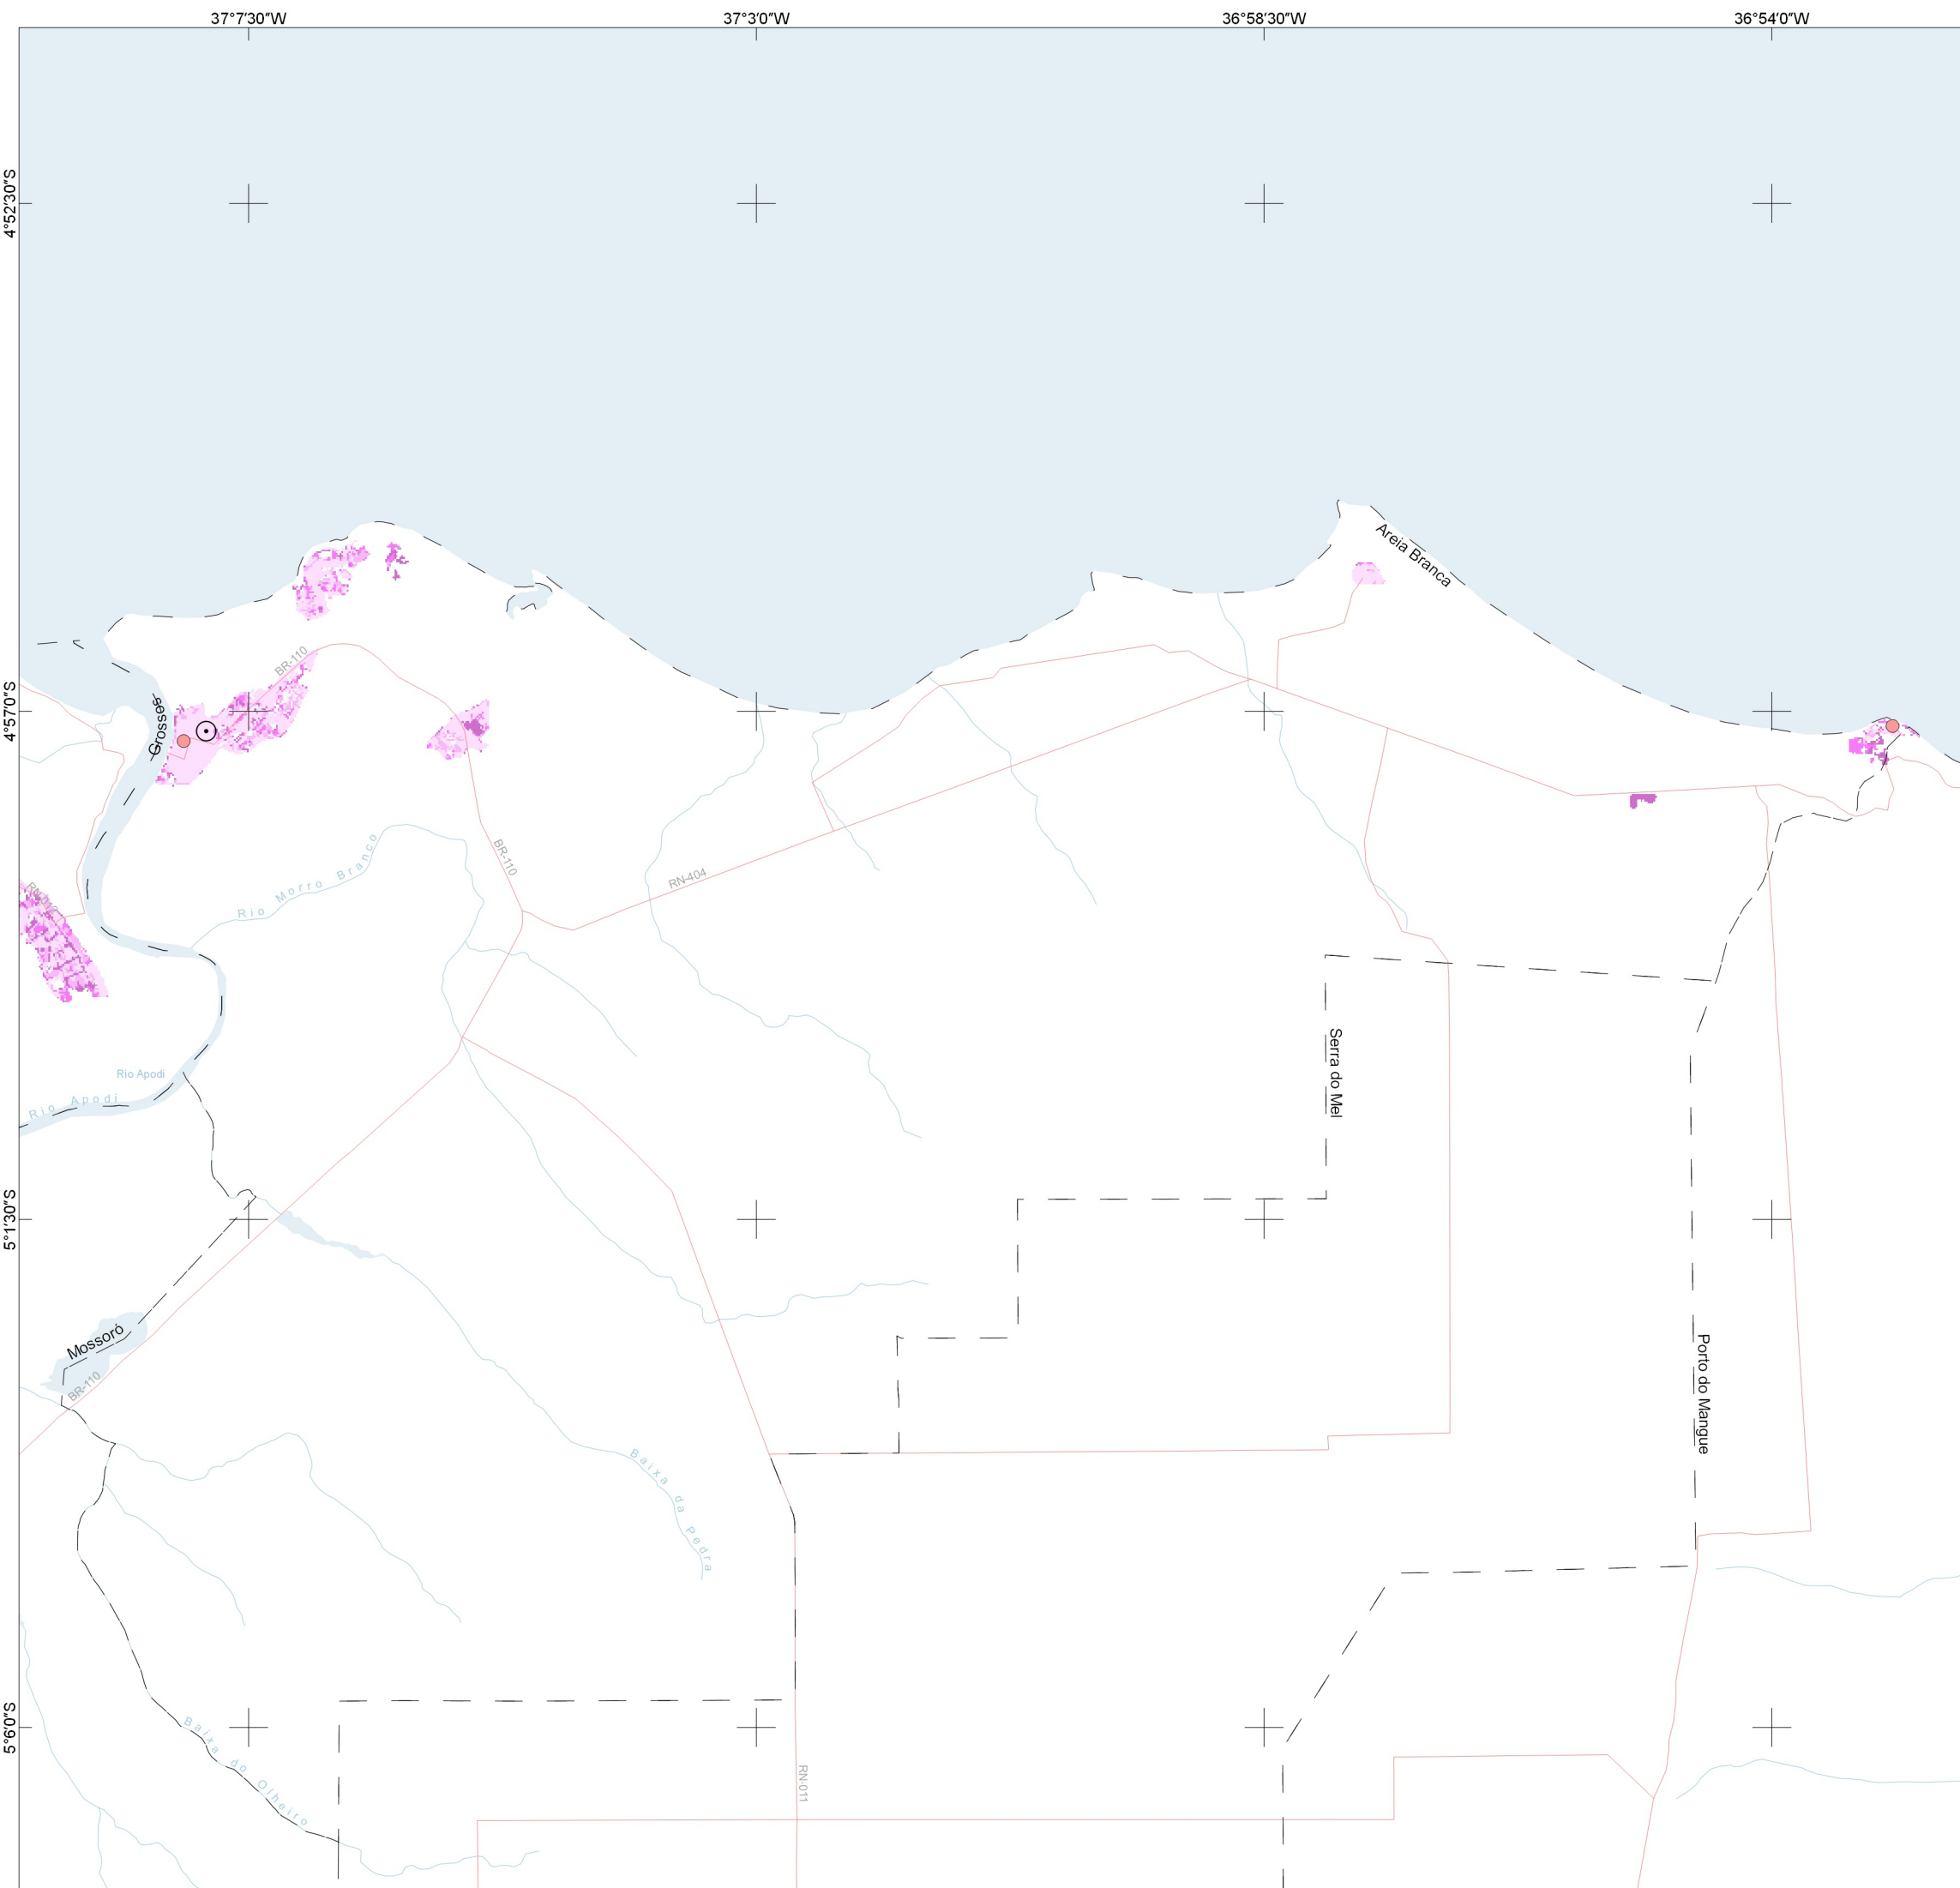 37°7'30"W
37°3'0"W
36°58'30"W
36°54'0"W
4°52'30"S
4°57'0"S
5°1'30"S
5°6'0"S
Areia Branca
BR-110
Grossos
BR-110
Rio Morro Branco
RN-404
Serra do Mel
Rio Apodi
Rio Apodi
Mossoró
BR-110
Porto do Mangue
Baixa da Pedra
Baixa do Olheiro
RN-011